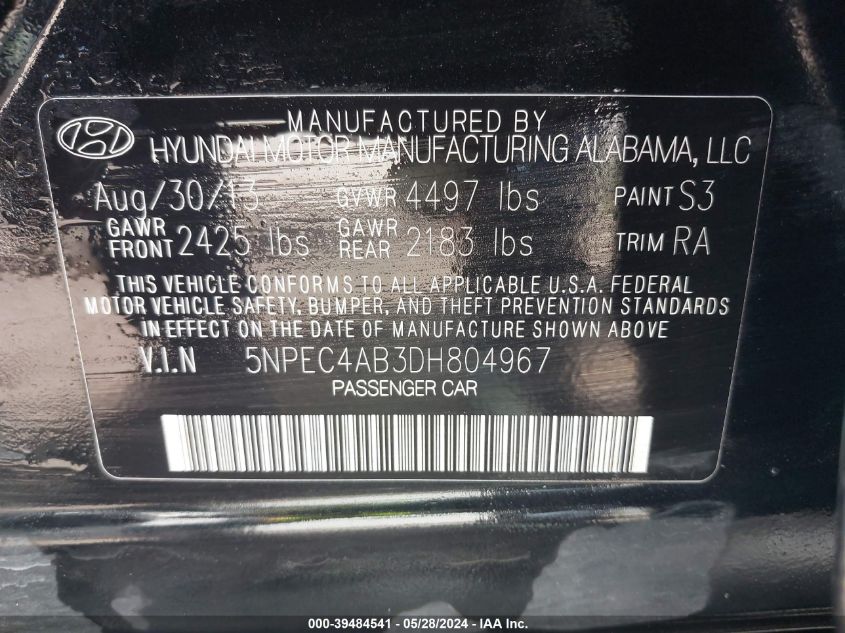 MANUFACTURED BY
HYUNDAI MOTOR MANUFACTURING ALABAMA, LLC
Aug/30/13 GVWR 4497 lbs PAINT S3
GAWR FRONT 2425 lbs GAWR REAR 2183 lbs TRIM RA
THIS VEHICLE CONFORMS TO ALL APPLICABLE U.S.A. FEDERAL
MOTOR VEHICLE SAFETY, BUMPER, AND THEFT PREVENTION STANDARDS
IN EFFECT ON THE DATE OF MANUFACTURE SHOWN ABOVE
V.I.N 5NPEC4AB3DH804967
PASSENGER CAR
000-39484541 / 05/28/2024 - IAA Inc.